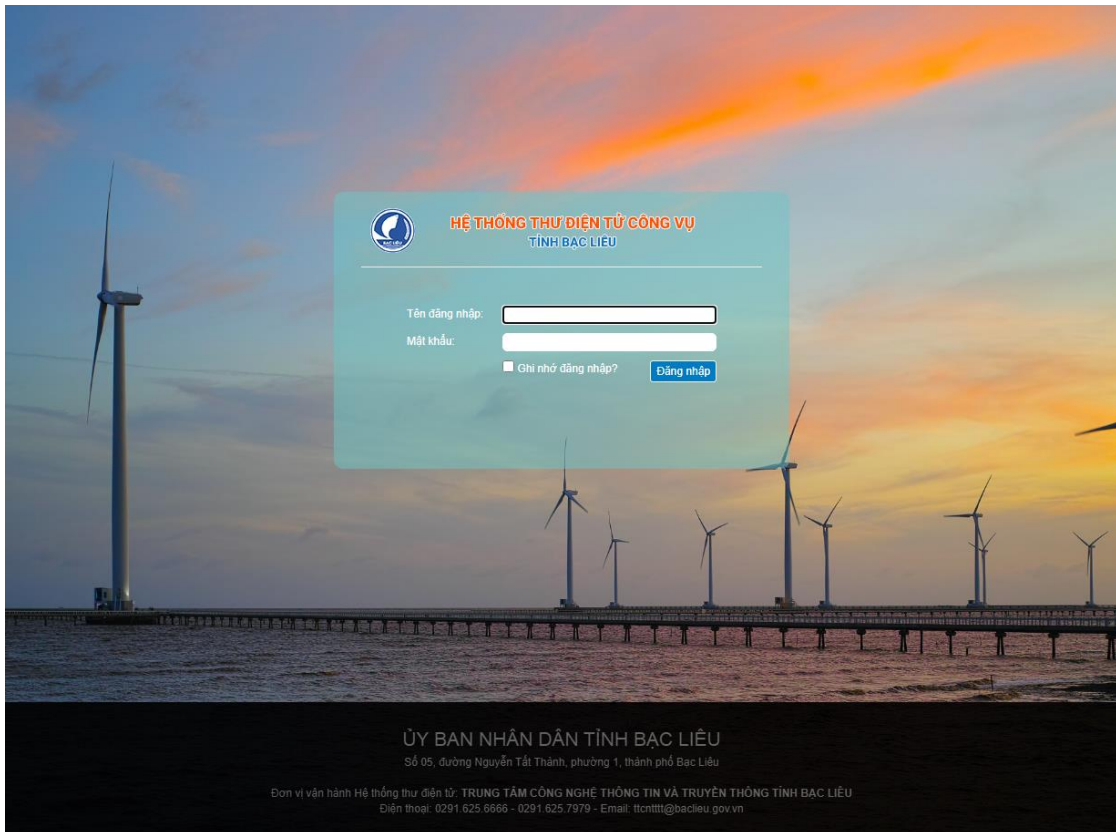 BẠC LIÊU
HỆ THỐNG THƯ ĐIỆN TỬ CÔNG VỤ
TỈNH BẠC LIÊU
Tên đăng nhập:
Mật khẩu:
Ghi nhớ đăng nhập?
Đăng nhập
ỦY BAN NHÂN DÂN TỈNH BẠC LIÊU
Số 05, đường Nguyễn Tất Thành, phường 1, thành phố Bạc Liêu
Đơn vị vận hành Hệ thống thư điện tử: TRUNG TÂM CÔNG NGHỆ THÔNG TIN VÀ TRUYỀN THÔNG TỈNH BẠC LIÊU
Điện thoại: 0291.625.6666 - 0291.625.7979 - Email: ttcntttt@baclieu.gov.vn